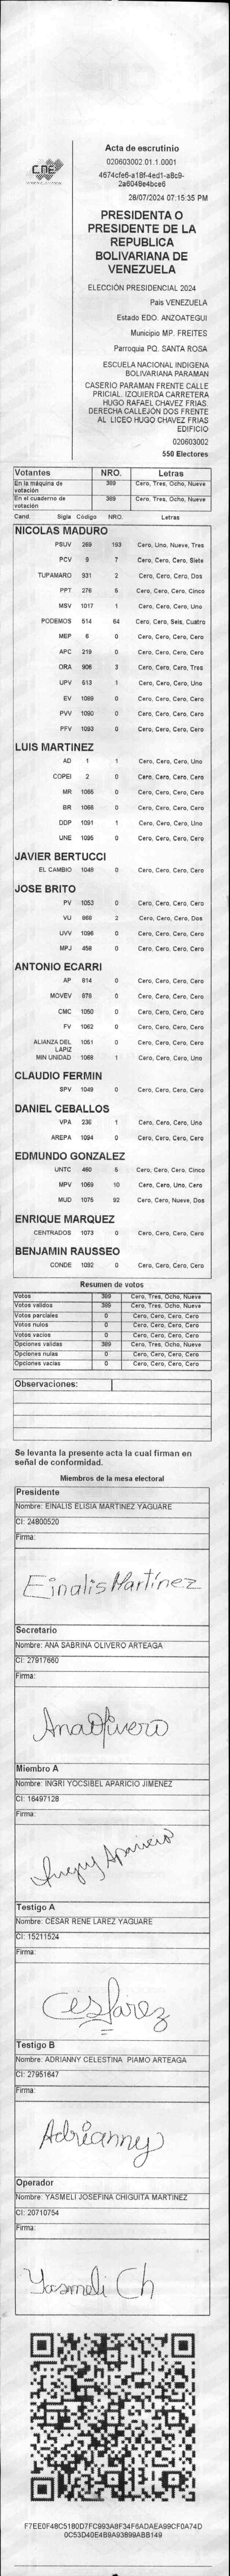 Acta de escrutinio
020603002.01.1.0001
4674cfe6-a18f-4ed1-a8c9-
2a6048e4bce6
28/07/2024 07:15:35 PM
CNE
PRESIDENTA O
PRESIDENTE DE LA
REPUBLICA
BOLIVARIANA DE
VENEZUELA
ELECCIÓN PRESIDENCIAL 2024
Pais VENEZUELA
Estado EDO. ANZOATEGUI
Municipio MP. FREITES
Parroquia PQ. SANTA ROSA
ESCUELA NACIONAL INDIGENA
BOLIVARIANA PARAMAN
CASERIO PARAMAN FRENTE CALLE
PRICIAL. IZQUIERDA CARRETERA
HUGO RAFAEL CHAVEZ FRIAS.
DERECHA CALLEJÓN DOS FRENTE
AL LICEO HUGO CHAVEZ FRIAS
EDIFICIO
020603002
550 Electores
Votantes NRO. Letras
En la máquina de votación 389 Cero, Tres, Ocho, Nueve
En el cuaderno de votación 389 Cero, Tres, Ocho, Nueve
Cand. Sigla Código NRO. Letras
NICOLAS MADURO
PSUV 269 193 Cero, Uno, Nueve, Tres
PCV 9 7 Cero, Cero, Cero, Siete
TUPAMARO 931 2 Cero, Cero, Cero, Dos
PPT 276 5 Cero, Cero, Cero, Cinco
MSV 1017 1 Cero, Cero, Cero, Uno
PODEMOS 514 64 Cero, Cero, Seis, Cuatro
MEP 6 0 Cero, Cero, Cero, Cero
APC 219 0 Cero, Cero, Cero, Cero
ORA 906 3 Cero, Cero, Cero, Tres
UPV 513 1 Cero, Cero, Cero, Uno
EV 1089 0 Cero, Cero, Cero, Cero
PVV 1090 0 Cero, Cero, Cero, Cero
PFV 1093 0 Cero, Cero, Cero, Cero
LUIS MARTINEZ
AD 1 1 Cero, Cero, Cero, Uno
COPEI 2 0 Cero, Cero, Cero, Cero
MR 1065 0 Cero, Cero, Cero, Cero
BR 1066 0 Cero, Cero, Cero, Cero
DDP 1091 1 Cero, Cero, Cero, Uno
UNE 1095 0 Cero, Cero, Cero, Cero
JAVIER BERTUCCI
EL CAMBIO 1048 0 Cero, Cero, Cero, Cero
JOSE BRITO
PV 1053 0 Cero, Cero, Cero, Cero
VU 868 2 Cero, Cero, Cero, Dos
UVV 1096 0 Cero, Cero, Cero, Cero
MPJ 458 0 Cero, Cero, Cero, Cero
ANTONIO ECARRI
AP 814 0 Cero, Cero, Cero, Cero
MOVEV 878 0 Cero, Cero, Cero, Cero
CMC 1050 0 Cero, Cero, Cero, Cero
FV 1062 0 Cero, Cero, Cero, Cero
ALIANZA DEL LAPIZ 1061 0 Cero, Cero, Cero, Cero
MIN UNIDAD 1068 1 Cero, Cero, Cero, Uno
CLAUDIO FERMIN
SPV 1049 0 Cero, Cero, Cero, Cero
DANIEL CEBALLOS
VPA 236 1 Cero, Cero, Cero, Uno
AREPA 1094 0 Cero, Cero, Cero, Cero
EDMUNDO GONZALEZ
UNTC 460 5 Cero, Cero, Cero, Cinco
MPV 1069 10 Cero, Cero, Uno, Cero
MUD 1075 92 Cero, Cero, Nueve, Dos
ENRIQUE MARQUEZ
CENTRADOS 1073 0 Cero, Cero, Cero, Cero
BENJAMIN RAUSSEO
CONDE 1092 0 Cero, Cero, Cero, Cero
Resumen de votos
Votos 389 Cero, Tres, Ocho, Nueve
Votos validos 389 Cero, Tres, Ocho, Nueve
Votos parciales 0 Cero, Cero, Cero, Cero
Votos nulos 0 Cero, Cero, Cero, Cero
Votos vacios 0 Cero, Cero, Cero, Cero
Opciones validas 389 Cero, Tres, Ocho, Nueve
Opciones nulas 0 Cero, Cero, Cero, Cero
Opciones vacias 0 Cero, Cero, Cero, Cero
Observaciones:
Se levanta la presente acta la cual firman en
señal de conformidad.
Miembros de la mesa electoral
Presidente
Nombre: EINALIS ELISIA MARTINEZ YAGUARE
CI: 24800520
Firma:
Einalis Martínez
Secretario
Nombre: ANA SABRINA OLIVERO ARTEAGA
CI: 27917660
Firma:
Ana Olivero
Miembro A
Nombre: INGRI YOCSIBEL APARICIO JIMENEZ
CI: 16497128
Firma:
Aparicio
Testigo A
Nombre: CESAR RENE LAREZ YAGUARE
CI: 15211524
Firma:
Ces Larez
Testigo B
Nombre: ADRIANNY CELESTINA PIAMO ARTEAGA
CI: 27951647
Firma:
Adrianny
Operador
Nombre: YASMELI JOSEFINA CHIGUITA MARTINEZ
CI: 20710754
Firma:
Yasmeli Ch
F7EE0F48C5180D7FC993A8F34F6ADAEA99CF0A74D
0C53D40E4B9A93B99ABB149